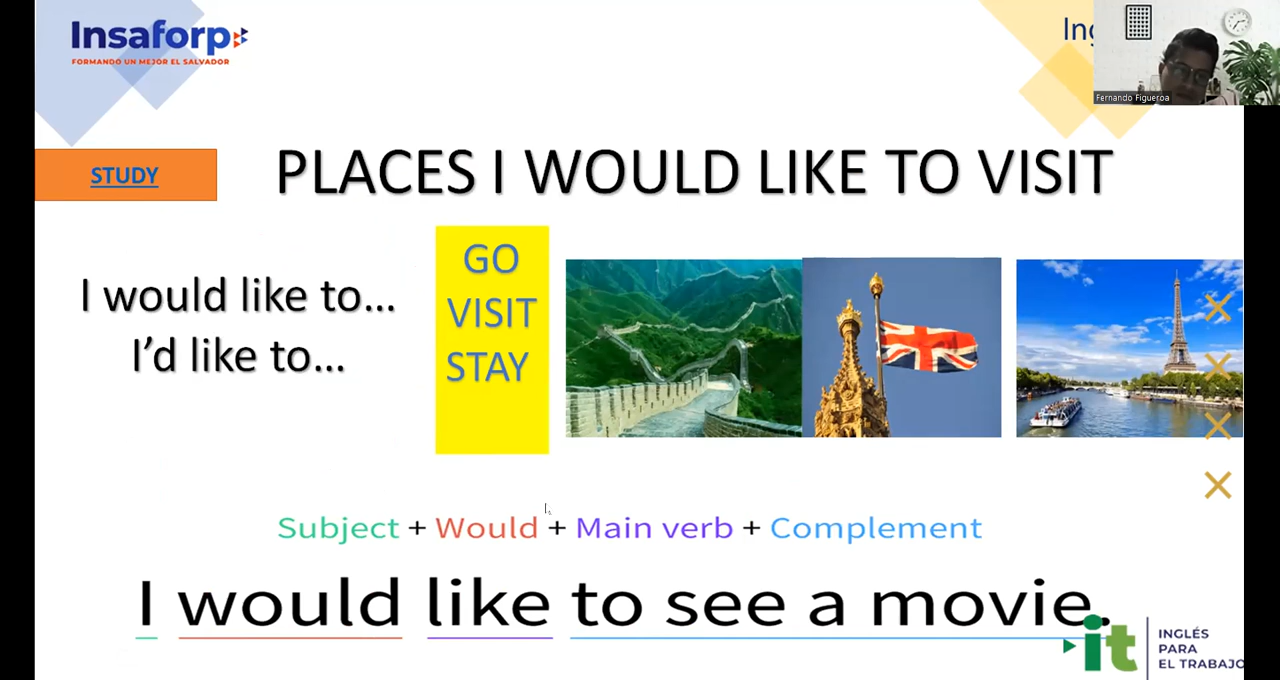 Insaforp
FORMANDO UN MEJOR EL SALVADOR
Fernando Figueroa
STUDY
PLACES I WOULD LIKE TO VISIT
I would like to...
I'd like to...
GO
VISIT
STAY
Subject + Would + Main verb + Complement
I would like to see a movie.
it
INGLÉS
PARA
EL TRABAJO